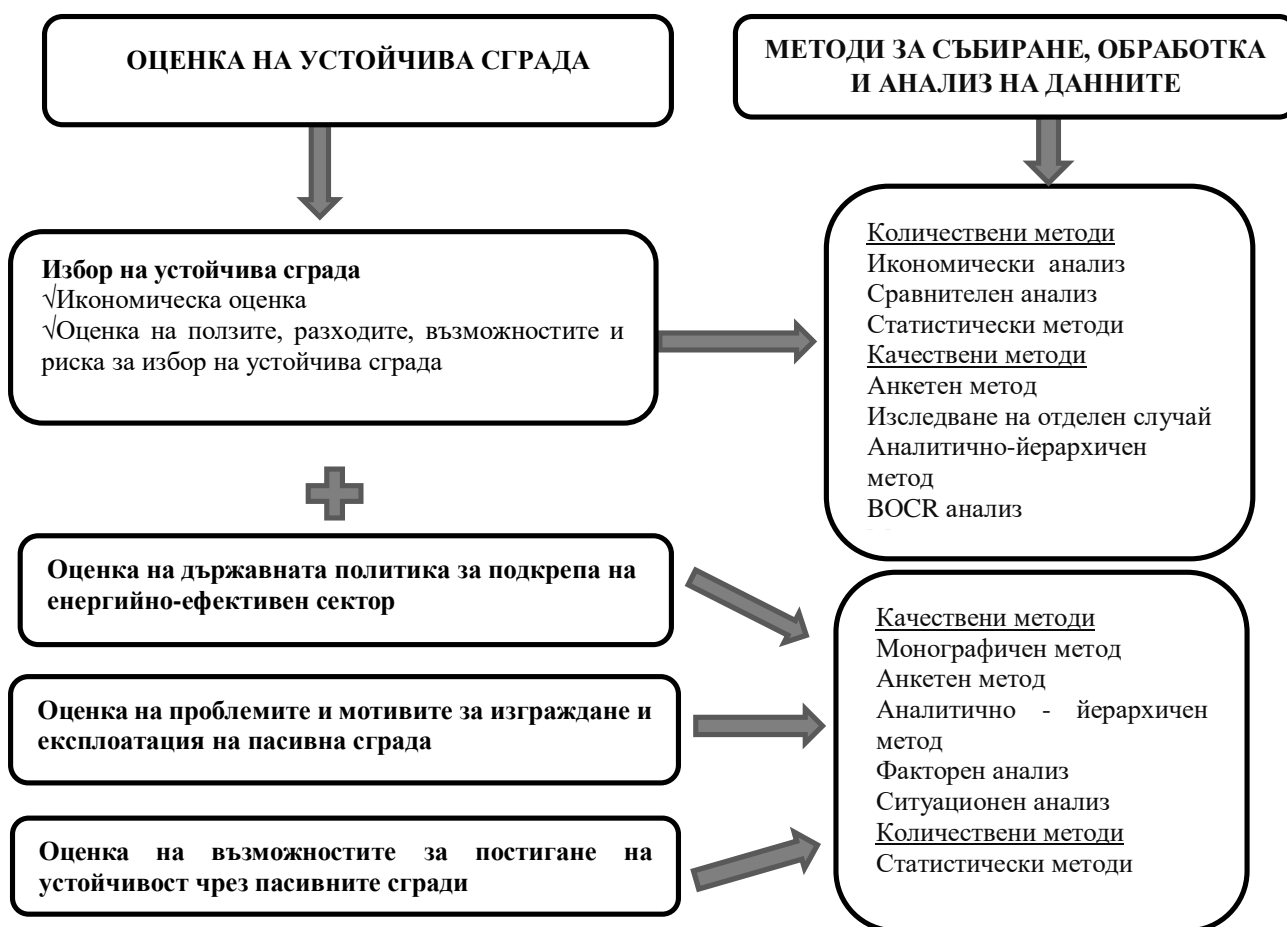 ОЦЕНКА НА УСТОЙЧИВА СГРАДА
МЕТОДИ ЗА СЪБИРАНЕ, ОБРАБОТКА
И АНАЛИЗ НА ДАННИТЕ
Избор на устойчива сграда
√Икономическа оценка
√Оценка на ползите, разходите, възможностите и
риска за избор на устойчива сграда
Количествени методи
Икономически анализ
Сравнителен анализ
Статистически методи
Качествени методи
Анкетен метод
Изследване на отделен случай
Аналитично-йерархичен
метод
BOCR анализ
Оценка на държавната политика за подкрепа на
енергийно-ефективен сектор
Оценка на проблемите и мотивите за изграждане и
експлоатация на пасивна сграда
Оценка на възможностите за постигане на
устойчивост чрез пасивните сгради
Качествени методи
Монографичен метод
Анкетен метод
Аналитично - йерархичен
метод
Факторен анализ
Ситуационен анализ
Количествени методи
Статистически методи